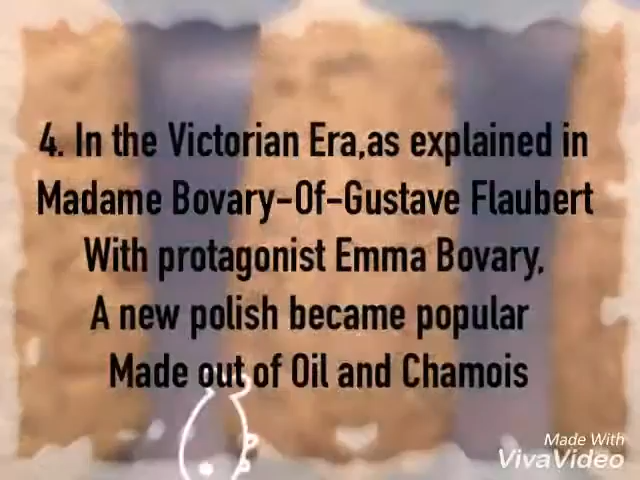 4. In the Victorian Era,as explained in
Madame Bovary-Of-Gustave Flaubert
With protagonist Emma Bovary,
A new polish became popular
Made out of Oil and Chamois
Made With
VivaVideo